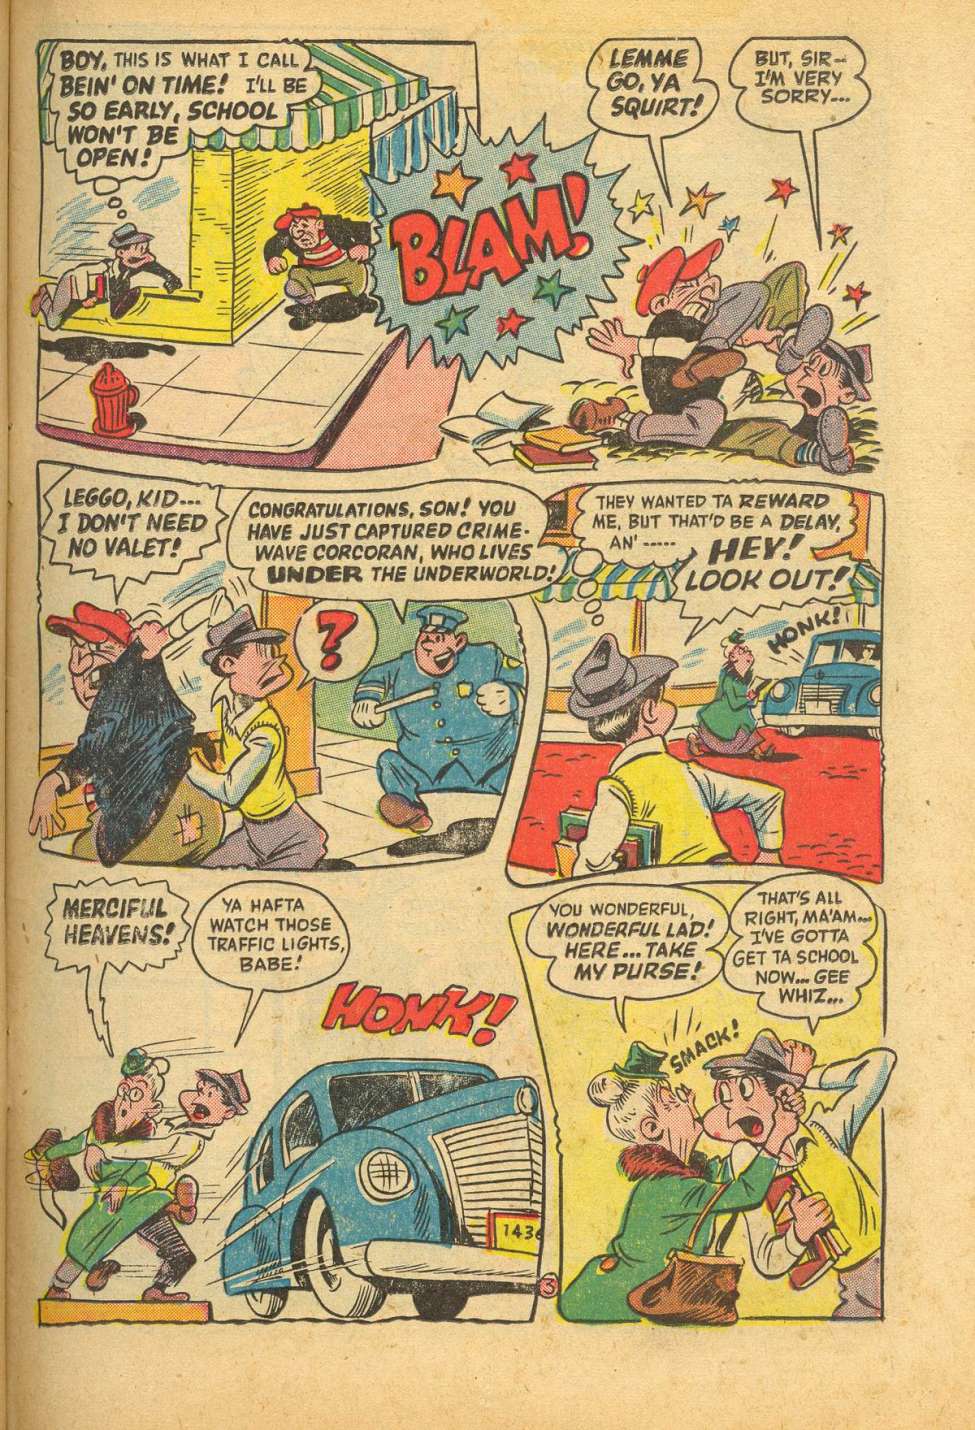 BOY, THIS IS WHAT I CALL
BEIN' ON TIME! I'LL BE
SO EARLY, SCHOOL
WON'T BE
OPEN!
BLAM!
LEMME
GO, YA
SQUIRT!
BUT, SIR--
I'M VERY
SORRY...
LEGGO, KID...
I DON'T NEED
NO VALET!
CONGRATULATIONS, SON! YOU
HAVE JUST CAPTURED CRIME-
WAVE CORCORAN, WHO LIVES
UNDER THE UNDERWORLD!
?
THEY WANTED TA REWARD
ME, BUT THAT'D BE A DELAY,
AN' -----
HEY!
LOOK OUT!
HONK!
MERCIFUL
HEAVENS!
YA HAFTA
WATCH THOSE
TRAFFIC LIGHTS,
BABE!
HONK!
1436
3
YOU WONDERFUL,
WONDERFUL LAD!
HERE... TAKE
MY PURSE!
THAT'S ALL
RIGHT, MA'AM...
I'VE GOTTA
GET TA SCHOOL
NOW... GEE
WHIZ...
SMACK!